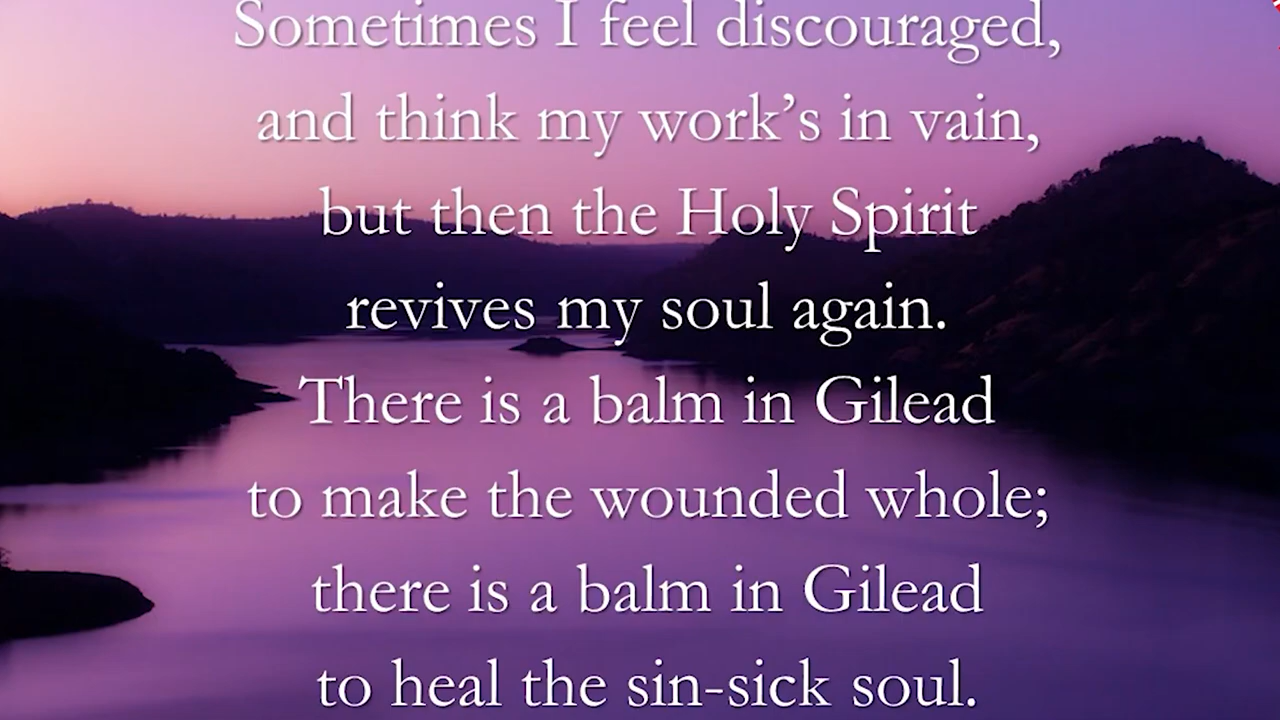 Sometimes I feel discouraged,
and think my work’s in vain,
but then the Holy Spirit
revives my soul again.
There is a balm in Gilead
to make the wounded whole;
there is a balm in Gilead
to heal the sin-sick soul.